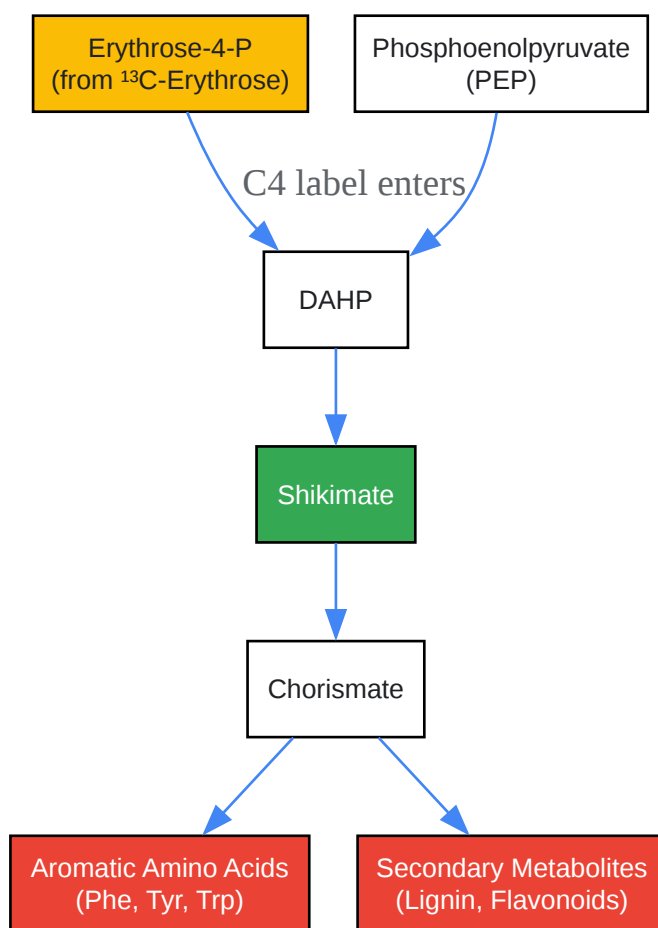 Erythrose-4-P
(from ¹³C-Erythrose)
Phosphoenolpyruvate
(PEP)
C4 label enters
DAHP
Shikimate
Chorismate
Aromatic Amino Acids
(Phe, Tyr, Trp)
Secondary Metabolites
(Lignin, Flavonoids)